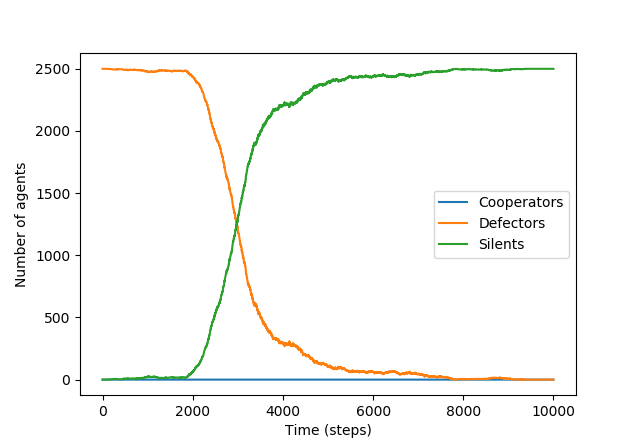 2500
2000
1500
1000
500
0
Number of agents
Cooperators
Defectors
Silents
0 2000 4000 6000 8000 10000
Time (steps)